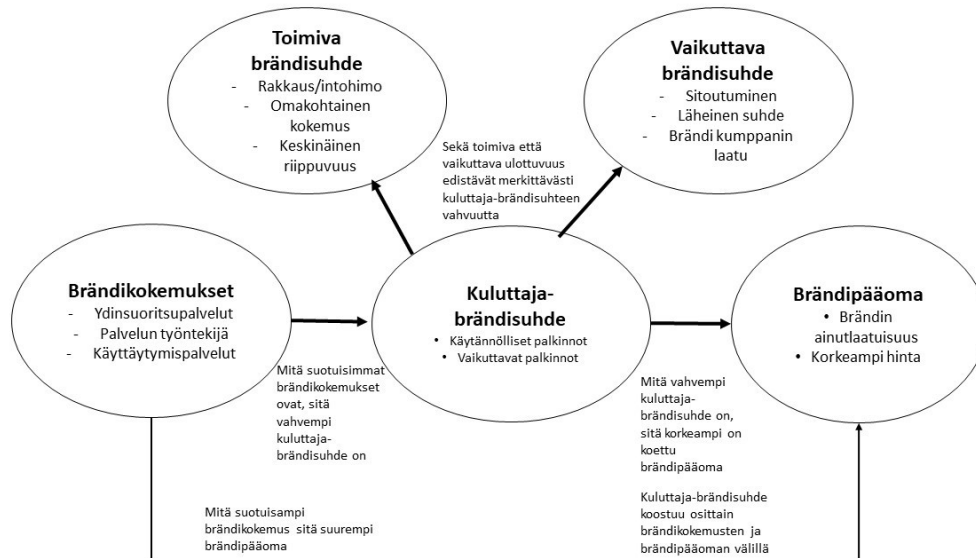 Toimiva
brändisuhde
- Rakkaus/intohimo
- Omakohtainen
kokemus
- Keskinäinen
riippuvuus
Vaikuttava
brändisuhde
- Sitoutuminen
- Läheinen suhde
- Brändi kumppanin
laatu
Sekä toimiva että
vaikuttava ulottuvuus
edistävät merkittävästi
kuluttaja-brändisuhteen
vahvuutta
Brändikokemukset
- Ydinsuoritsupalvelut
- Palvelun työntekijä
- Käyttäytymispalvelut
Kuluttaja-
brändisuhde
• Käytännölliset palkinnot
• Vaikuttavat palkinnot
Brändipääoma
• Brändin
ainutlaatuisuus
• Korkeampi hinta
Mitä suotuisimmat
brändikokemukset
ovat, sitä
vahvempi
kuluttaja-
brändisuhde on
Mitä vahvempi
kuluttaja-
brändisuhde on,
sitä korkeampi on
koettu
brändipääoma
Mitä suotuisampi
brändikokemus sitä suurempi
brändipääoma
Kuluttaja-brändisuhde
koostuu osittain
brändikokemusten ja
brändipääoman välillä